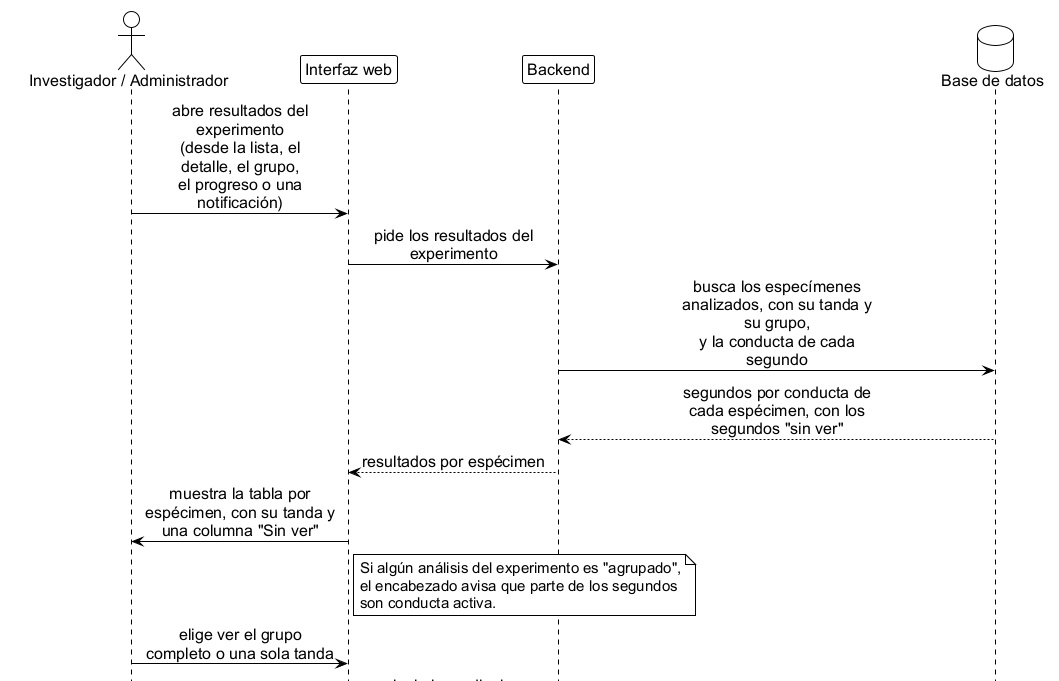 Investigador / Administrador
Interfaz web
Backend
Base de datos
abre resultados del
experimento
(desde la lista, el
detalle, el grupo,
el progreso o una
notificación)
pide los resultados del
experimento
busca los especímenes
analizados, con su tanda y
su grupo,
y la conducta de cada
segundo
segundos por conducta de
cada espécimen, con los
segundos "sin ver"
resultados por espécimen
muestra la tabla por
espécimen, con su tanda y
una columna "Sin ver"
Si algún análisis del experimento es "agrupado",
el encabezado avisa que parte de los segundos
son conducta activa.
elige ver el grupo
completo o una sola tanda